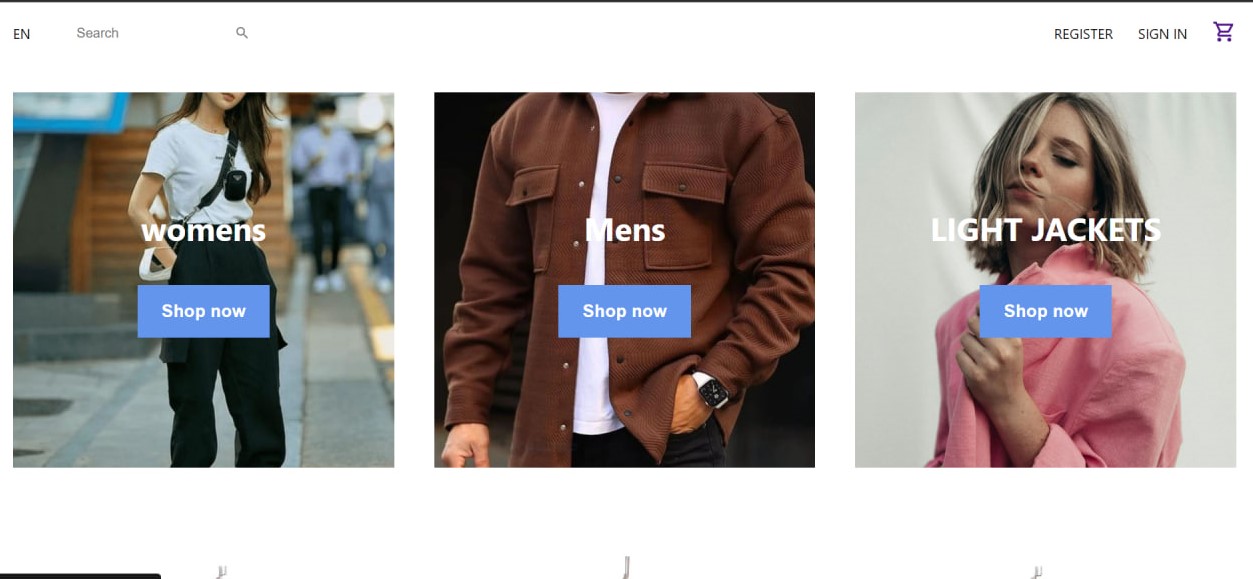 EN
Search
REGISTER
SIGN IN
womens
Shop now
Mens
Shop now
LIGHT JACKETS
Shop now